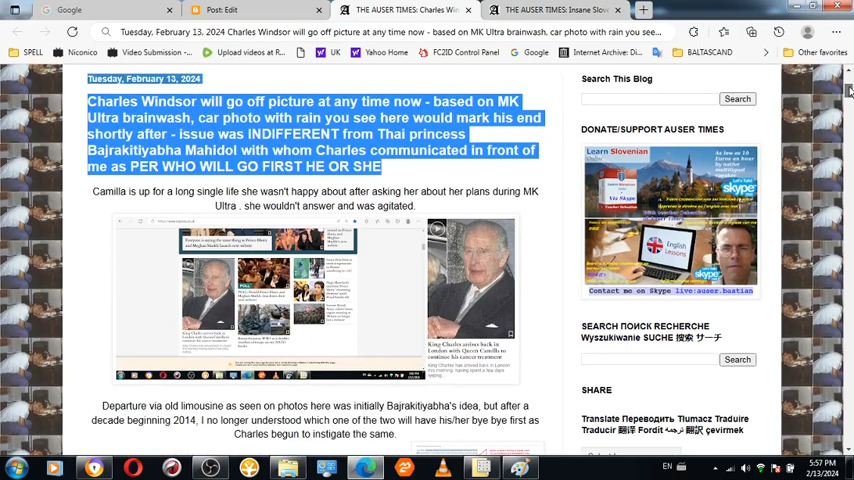 Google
Post: Edit
THE AUSER TIMES: Charles Win
THE AUSER TIMES: Insane Slov
Tuesday, February 13, 2024 Charles Windsor will go off picture at any time now - based on MK Ultra brainwash, car photo with rain you see...
SPELL
Niconico
Video Submission -...
Upload videos at R...
UK
Yahoo Home
FC2ID Control Panel
Google
Internet Archive: Di...
BALTASCAND
Other favorites
Tuesday, February 13, 2024
Charles Windsor will go off picture at any time now - based on MK
Ultra brainwash, car photo with rain you see here would mark his end
shortly after - issue was INDIFFERENT from Thai princess
Bajrakitiyabha Mahidol with whom Charles communicated in front of
me as PER WHO WILL GO FIRST HE OR SHE
Camilla is up for a long single life she wasn't happy about after asking her about her plans during MK
Ultra . she wouldn't answer and was agitated.
King Charles arrives back in
London with Queen Camilla to
continue his cancer treatment
Departure via old limousine as seen on photos here was initially Bajrakitiyabha's idea, but after a
decade beginning 2014, I no longer understood which one of the two will have his/her bye bye first as
Charles begun to instigate the same.
Search This Blog
Search
DONATE/SUPPORT AUSER TIMES
Learn Slovenian
Via Skype
As low as 10
Euros an hour
by native
multilingual
English
Lessons
Contact me on Skype live:auser.bastian
SEARCH ПОИСК RECHERCHE
Wyszukiwanie SUCHE 搜索 サーチ
Search
SHARE
Translate Переводить Tłumacz Traduire
Traducir 翻译 Fordít ترجمة çevirmek
EN
5:57 PM
2/13/2024